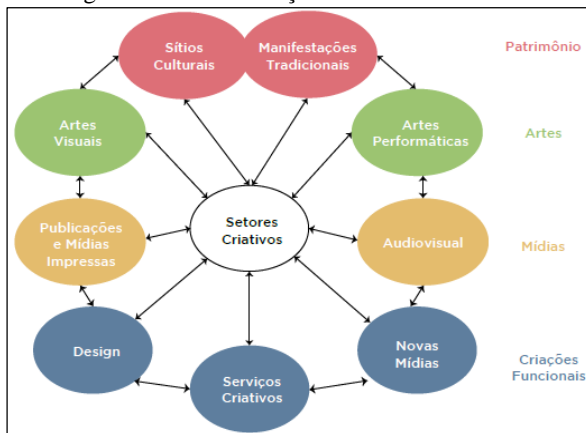 Sítios
Culturais
Manifestações
Tradicionais
Patrimônio
Artes
Visuais
Artes
Performáticas
Artes
Setores
Criativos
Publicações
e Mídias
Impressas
Audiovisual
Mídias
Design
Serviços
Criativos
Novas
Mídias
Criações
Funcionais